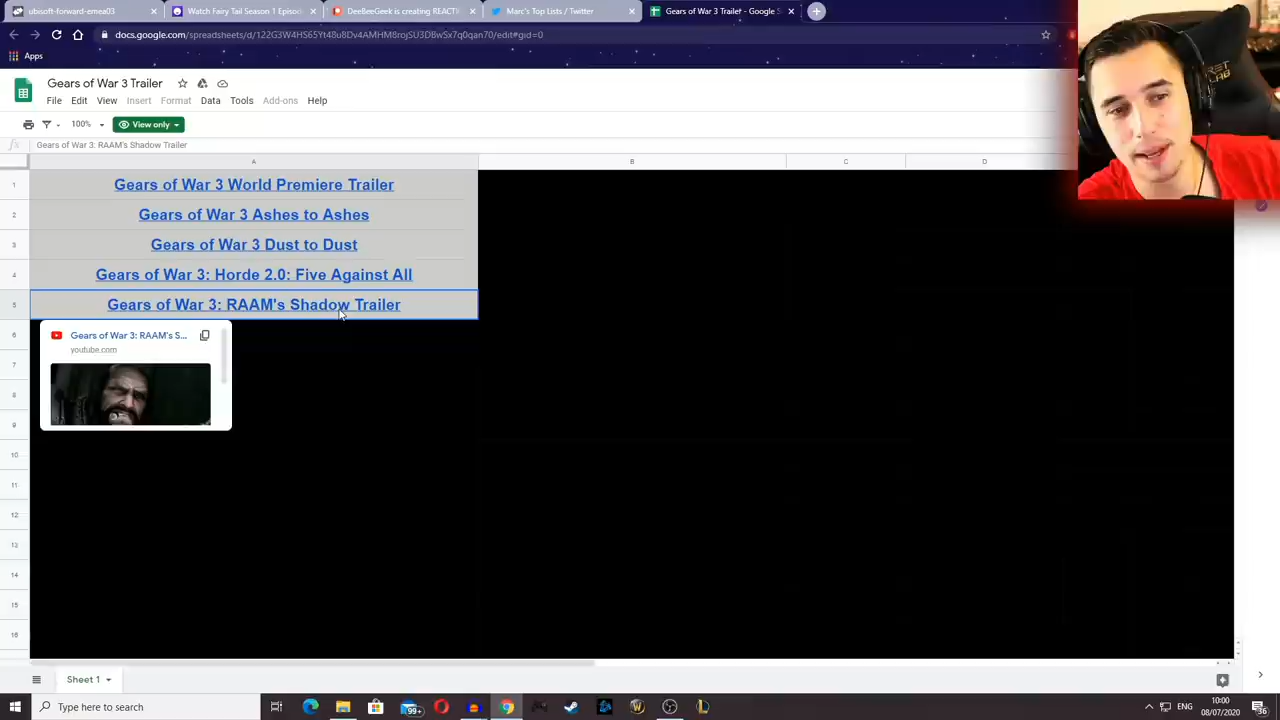 ubisoft-forward-emea03
Watch Fairy Tail Season 1 Episod
DeeBeeGeek is creating REACTI
Marc's Top Lists / Twitter
Gears of War 3 Trailer - Google S
docs.google.com/spreadsheets/d/122G3W4HS65Yt48u8Dv4AMHM8rojSU3DBwSx7q0qan70/edit#gid=0
Apps
Gears of War 3 Trailer
File Edit View Insert Format Data Tools Add-ons Help
100% View only
Gears of War 3: RAAM's Shadow Trailer
A B C D
1 Gears of War 3 World Premiere Trailer
2 Gears of War 3 Ashes to Ashes
3 Gears of War 3 Dust to Dust
4 Gears of War 3: Horde 2.0: Five Against All
5 Gears of War 3: RAAM's Shadow Trailer
6
Gears of War 3: RAAM's S...
youtube.com
7
8
9
10
11
12
13
14
15
16
Sheet 1
Type here to search
99+
ENG
10:00
08/07/2020
36